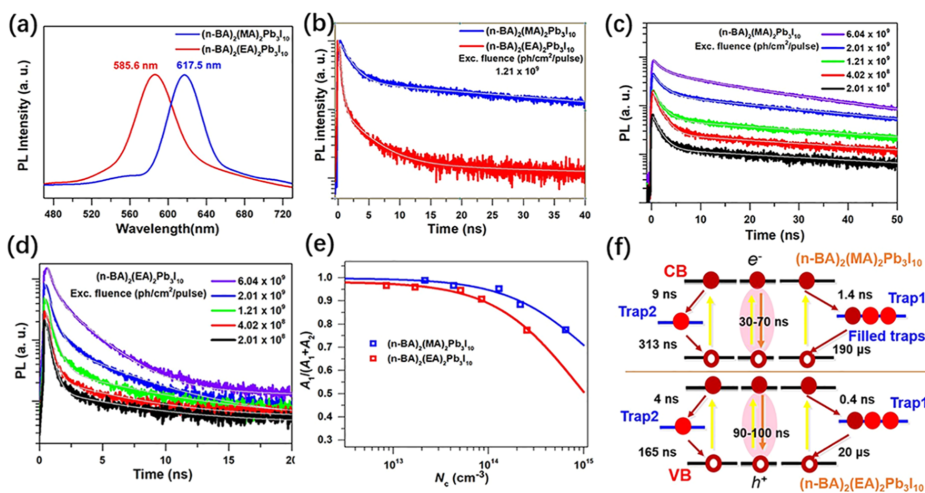 (a)
(n-BA)₂(MA)₂Pb₃I₁₀
(n-BA)₂(EA)₂Pb₃I₁₀
585.6 nm
617.5 nm
PL Intensity (a. u.)
480 520 560 600 640 680 720
Wavelength(nm)
(b)
(n-BA)₂(MA)₂Pb₃I₁₀
(n-BA)₂(EA)₂Pb₃I₁₀
Exc. fluence (ph/cm²/pulse)
1.21 x 10⁹
PL Intensity (a. u.)
0 5 10 15 20 25 30 35 40
Time (ns)
(c)
(n-BA)₂(MA)₂Pb₃I₁₀
Exc. fluence (ph/cm²/pulse)
6.04 x 10⁹
2.01 x 10⁹
1.21 x 10⁹
4.02 x 10⁸
2.01 x 10⁸
PL (a. u.)
0 10 20 30 40 50
Time (ns)
(d)
(n-BA)₂(EA)₂Pb₃I₁₀
Exc. fluence (ph/cm²/pulse)
6.04 x 10⁹
2.01 x 10⁹
1.21 x 10⁹
4.02 x 10⁸
2.01 x 10⁸
PL (a. u.)
0 5 10 15 20
Time (ns)
(e)
A₁/(A₁+A₂)
1.0
0.9
0.8
0.7
0.6
0.5
0.4
0.3
(n-BA)₂(MA)₂Pb₃I₁₀
(n-BA)₂(EA)₂Pb₃I₁₀
10¹³ 10¹⁴ 10¹⁵
N꜀ (cm⁻³)
(f)
e⁻
(n-BA)₂(MA)₂Pb₃I₁₀
CB
9 ns
1.4 ns
Trap1
Trap2
30-70 ns
Filled traps
313 ns
190 µs
4 ns
0.4 ns
Trap1
Trap2
90-100 ns
165 ns
20 µs
VB
h⁺
(n-BA)₂(EA)₂Pb₃I₁₀